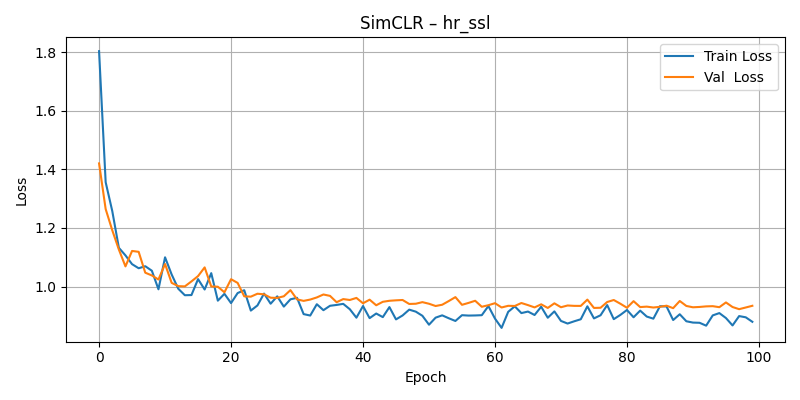 SimCLR – hr_ssl
Train Loss
Val  Loss
Loss
1.8
1.6
1.4
1.2
1.0
0 20 40 60 80 100
Epoch